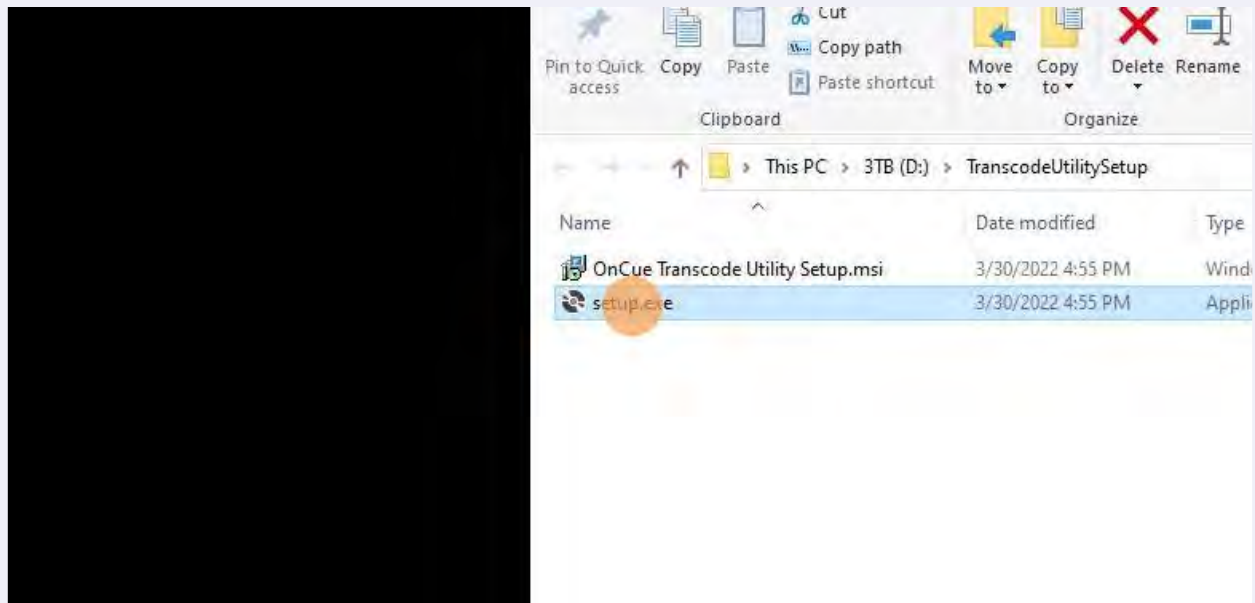 Cut
Copy path
Paste shortcut
Pin to Quick access
Copy
Paste
Move to
Copy to
Delete
Rename
Clipboard
Organize
This PC > 3TB (D:) > TranscodeUtilitySetup
Name Date modified Type
OnCue Transcode Utility Setup.msi 3/30/2022 4:55 PM Wind
setup.exe 3/30/2022 4:55 PM Appli